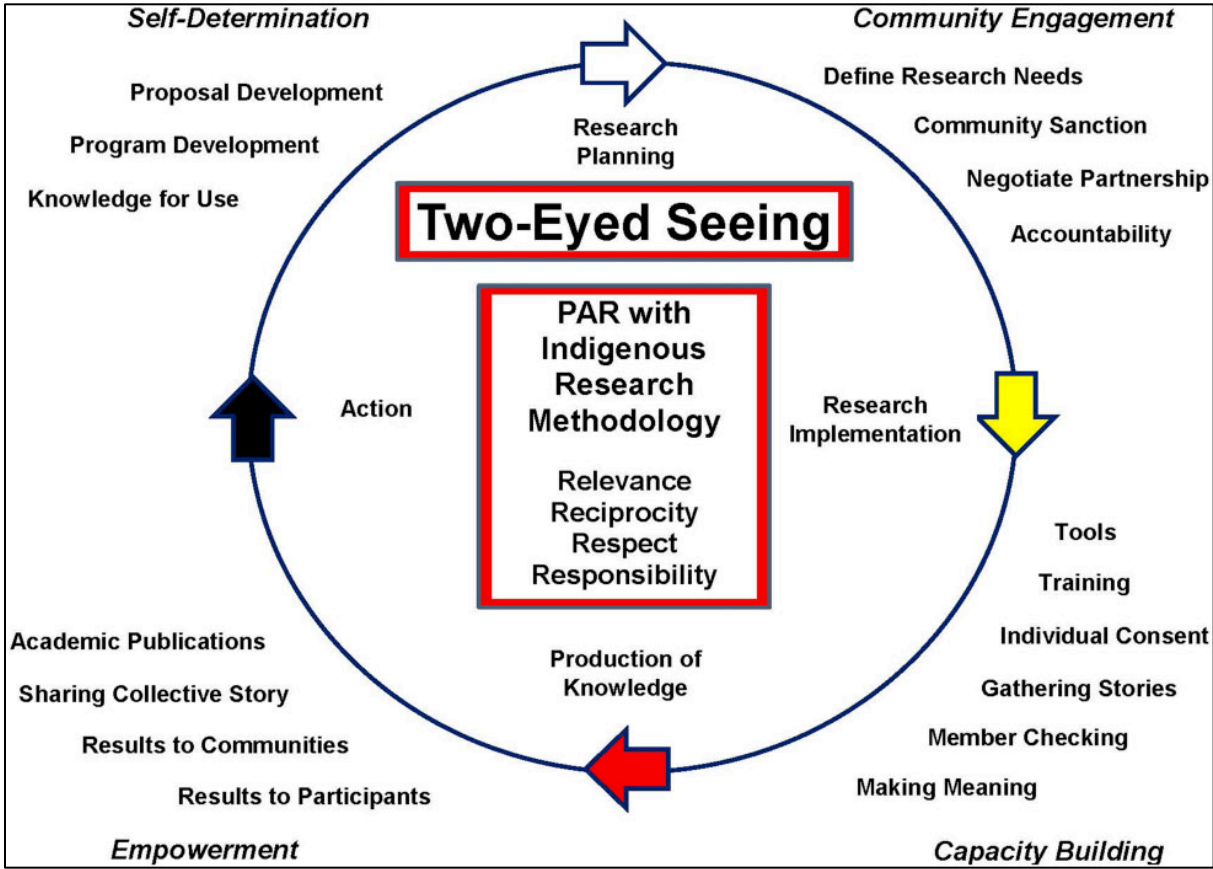 Self-Determination
Community Engagement
Proposal Development
Program Development
Knowledge for Use
Define Research Needs
Community Sanction
Negotiate Partnership
Accountability
Research
Planning
Two-Eyed Seeing
PAR with
Indigenous
Research
Methodology
Relevance
Reciprocity
Respect
Responsibility
Action
Research
Implementation
Tools
Training
Individual Consent
Gathering Stories
Member Checking
Making Meaning
Production of
Knowledge
Academic Publications
Sharing Collective Story
Results to Communities
Results to Participants
Empowerment
Capacity Building